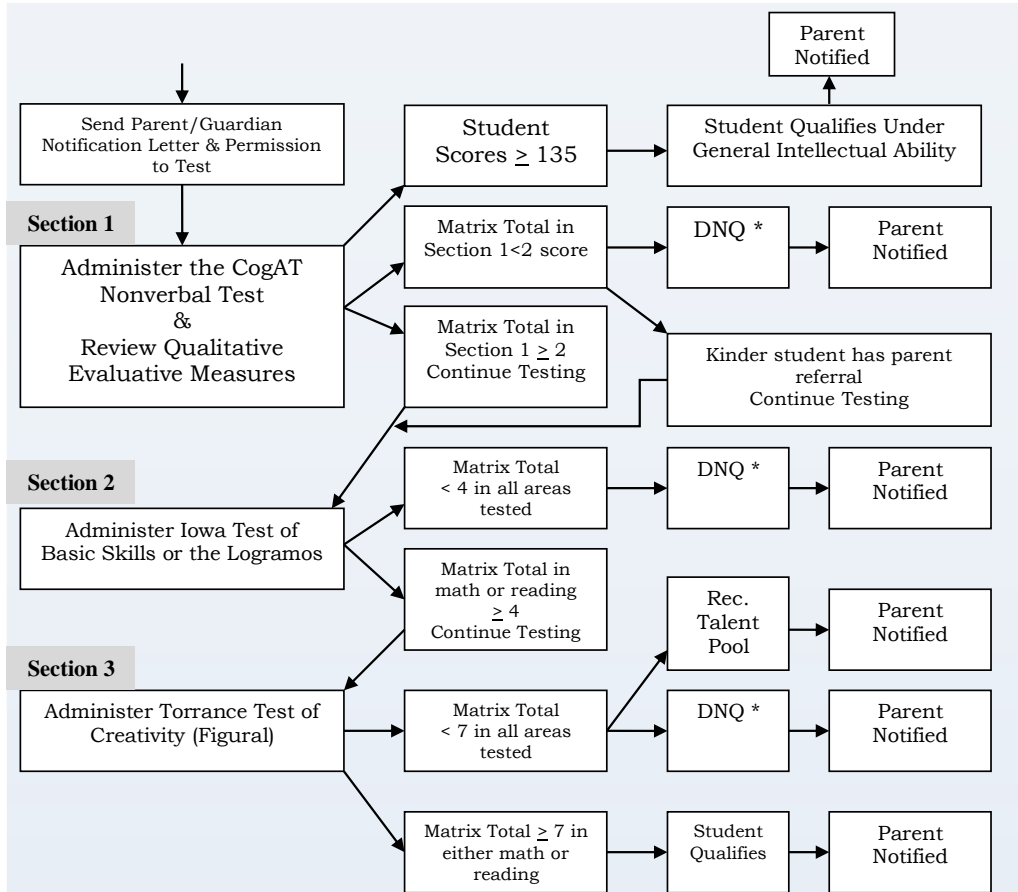 Parent
Notified
Send Parent/Guardian
Notification Letter & Permission
to Test
Student
Scores ≥ 135
Student Qualifies Under
General Intellectual Ability
Section 1
Administer the CogAT
Nonverbal Test
&
Review Qualitative
Evaluative Measures
Matrix Total in
Section 1<2 score
DNQ *
Parent
Notified
Matrix Total in
Section 1 ≥ 2
Continue Testing
Kinder student has parent
referral
Continue Testing
Section 2
Administer Iowa Test of
Basic Skills or the Logramos
Matrix Total
< 4 in all areas
tested
DNQ *
Parent
Notified
Matrix Total in
math or reading
≥ 4
Continue Testing
Rec.
Talent
Pool
Parent
Notified
Section 3
Administer Torrance Test of
Creativity (Figural)
Matrix Total
< 7 in all areas
tested
DNQ *
Parent
Notified
Matrix Total ≥ 7 in
either math or
reading
Student
Qualifies
Parent
Notified